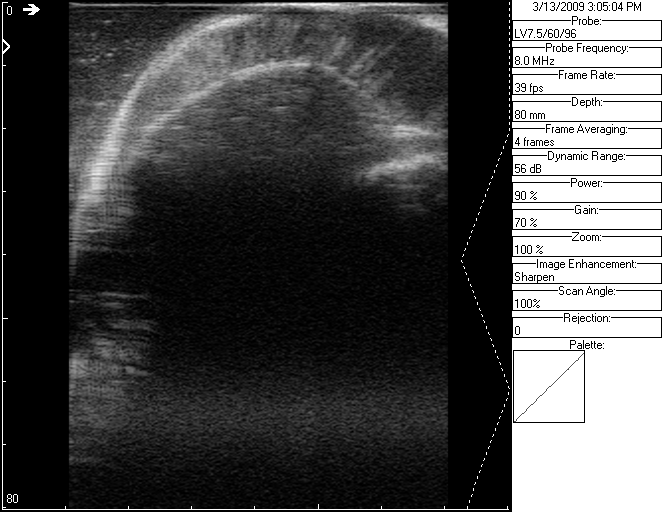 0
80
3/13/2009 3:05:04 PM
Probe:
LV7.5/60/96
Probe Frequency:
8.0 MHz
Frame Rate:
39 fps
Depth:
80 mm
Frame Averaging:
4 frames
Dynamic Range:
56 dB
Power:
90 %
Gain:
70 %
Zoom:
100 %
Image Enhancement:
Sharpen
Scan Angle:
100%
Rejection:
0
Palette: